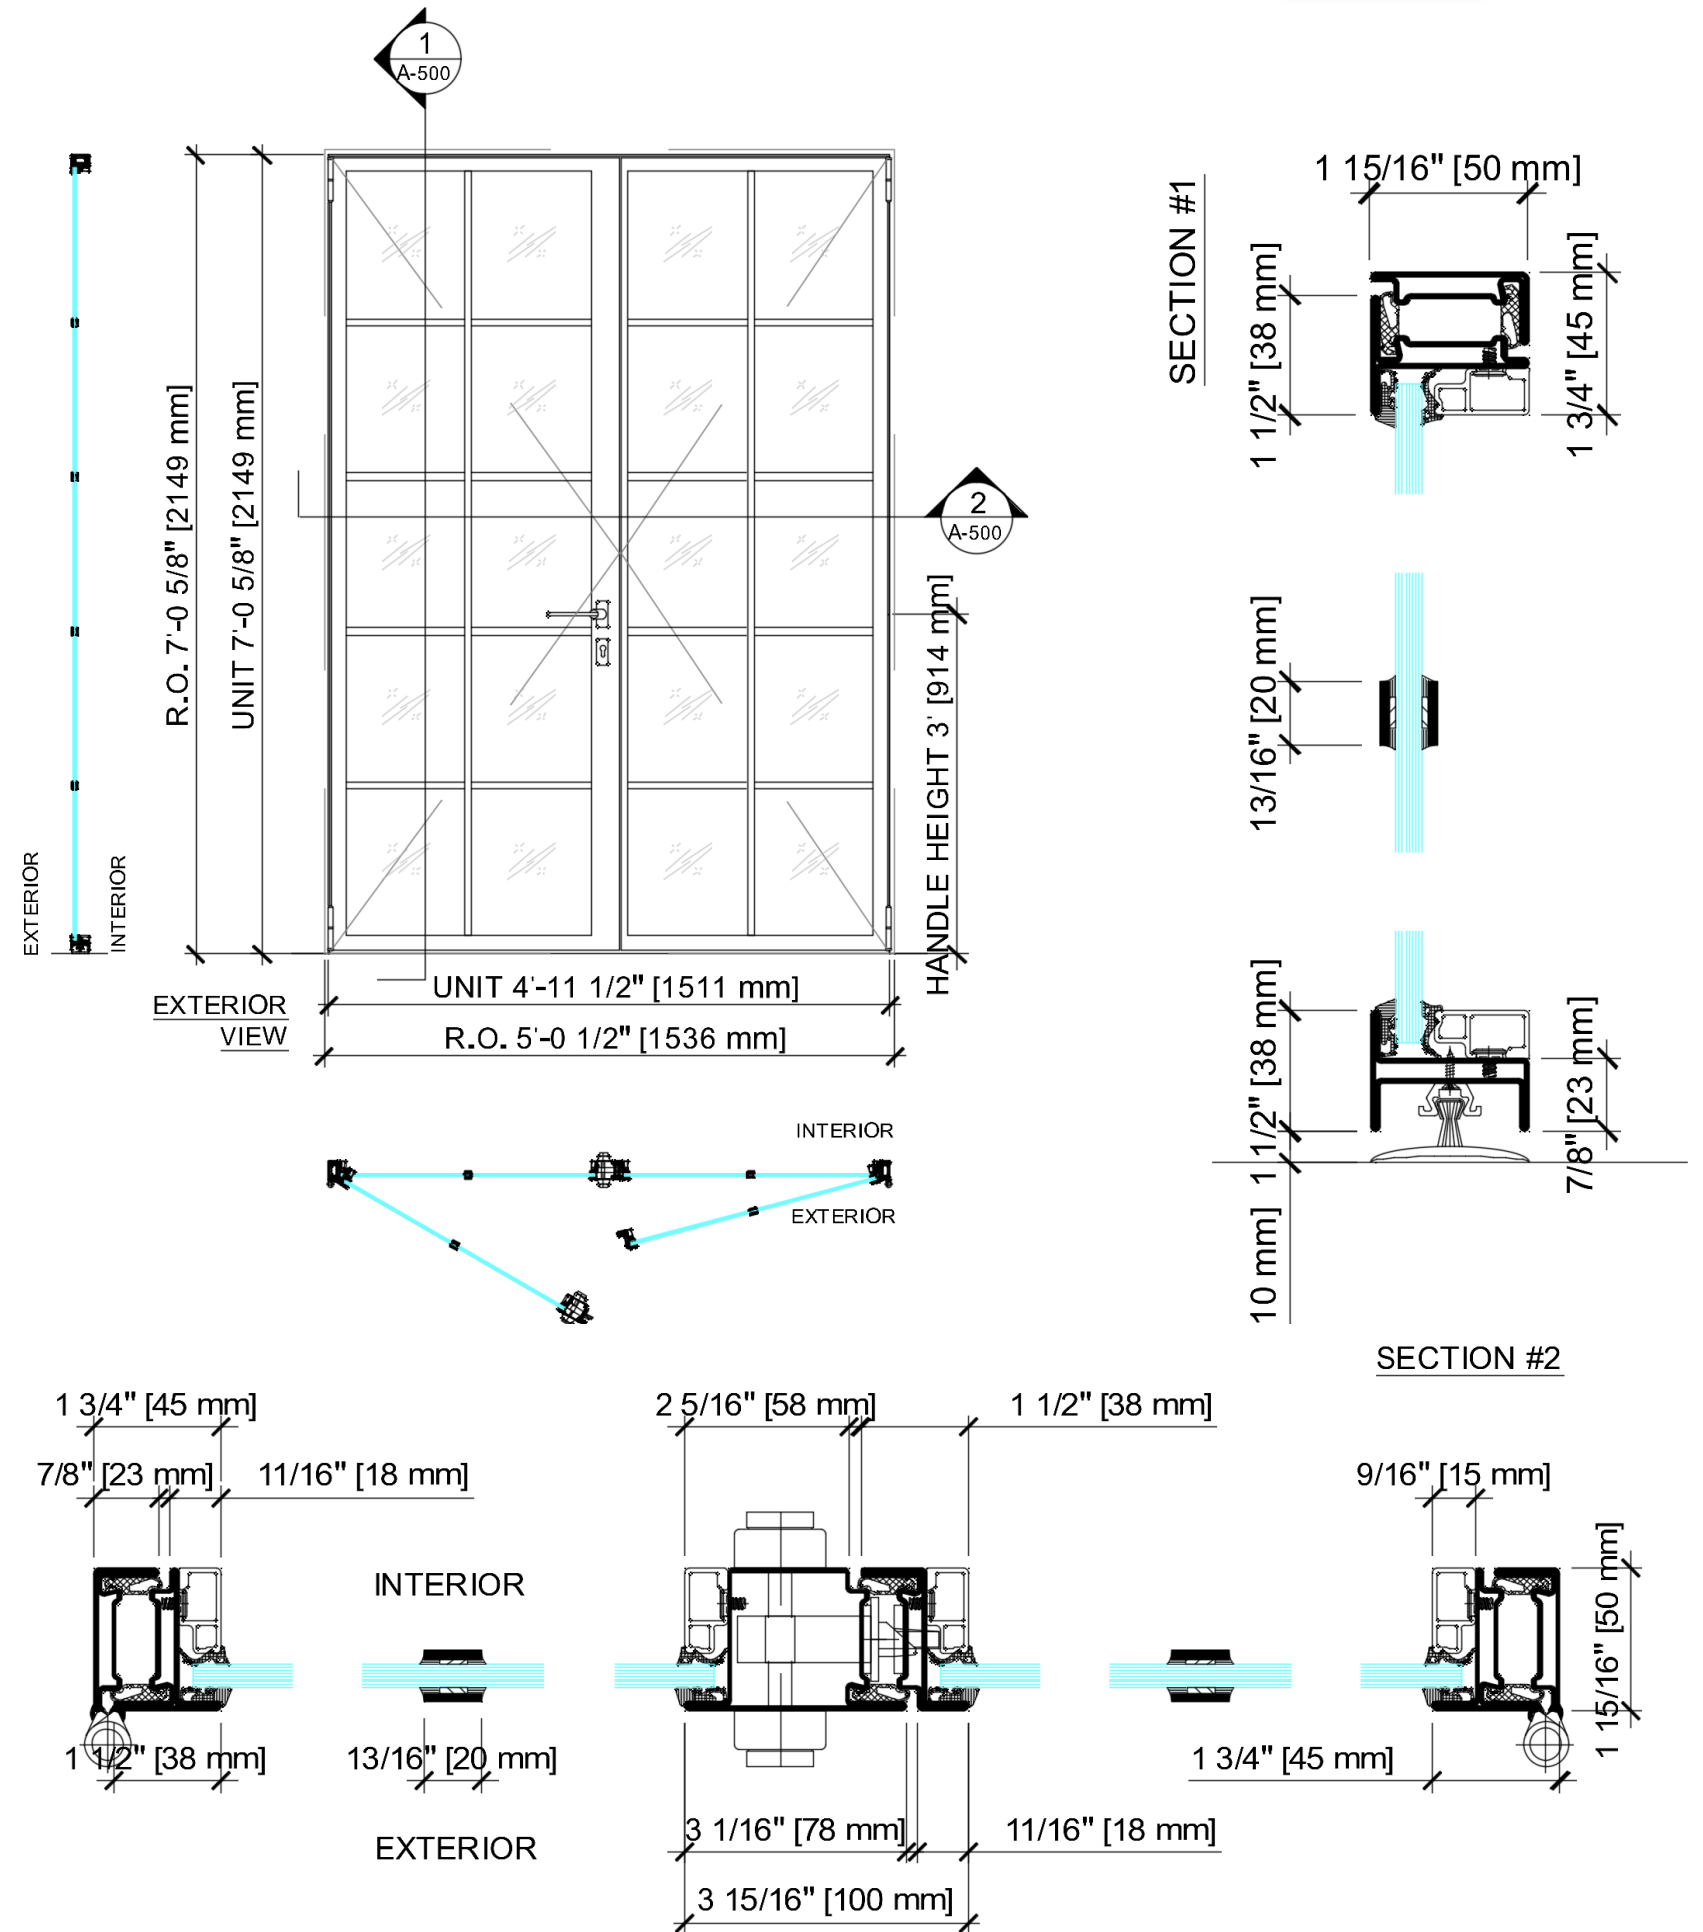 1
A-500
SECTION #1
1 15/16" [50 mm]
1 1/2" [38 mm]
1 3/4" [45 mm]
R.O. 7'-0 5/8" [2149 mm]
UNIT 7'-0 5/8" [2149 mm]
2
A-500
HANDLE HEIGHT 3' [914 mm]
13/16" [20 mm]
EXTERIOR
INTERIOR
UNIT 4'-11 1/2" [1511 mm]
R.O. 5'-0 1/2" [1536 mm]
EXTERIOR
VIEW
1 1/2" [38 mm]
7/8" [23 mm]
10 mm]
INTERIOR
EXTERIOR
SECTION #2
1 3/4" [45 mm]
2 5/16" [58 mm]
1 1/2" [38 mm]
7/8" [23 mm]
11/16" [18 mm]
9/16" [15 mm]
INTERIOR
1 15/16" [50 mm]
1 1/2" [38 mm]
13/16" [20 mm]
1 3/4" [45 mm]
EXTERIOR
3 1/16" [78 mm]
11/16" [18 mm]
3 15/16" [100 mm]